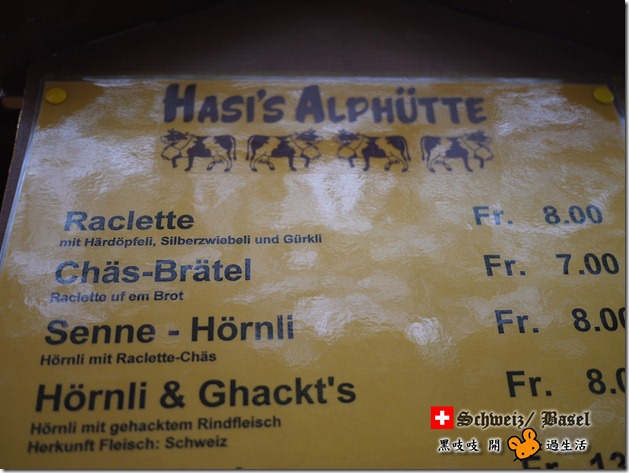 HASI'S ALPHÜTTE
Raclette Fr. 8.00
mit Härdöpfeli, Silberzwiebeli und Gürkli
Chäs-Brätel Fr. 7.00
Raclette uf em Brot
Senne - Hörnli Fr. 8.00
Hörnli mit Raclette-Chäs
Hörnli & Ghackt's Fr. 8.0
Hörnli mit gehacktem Rindfleisch
Herkunft Fleisch: Schweiz
Schweiz/ Basel
黑吱吱 開 過生活
13